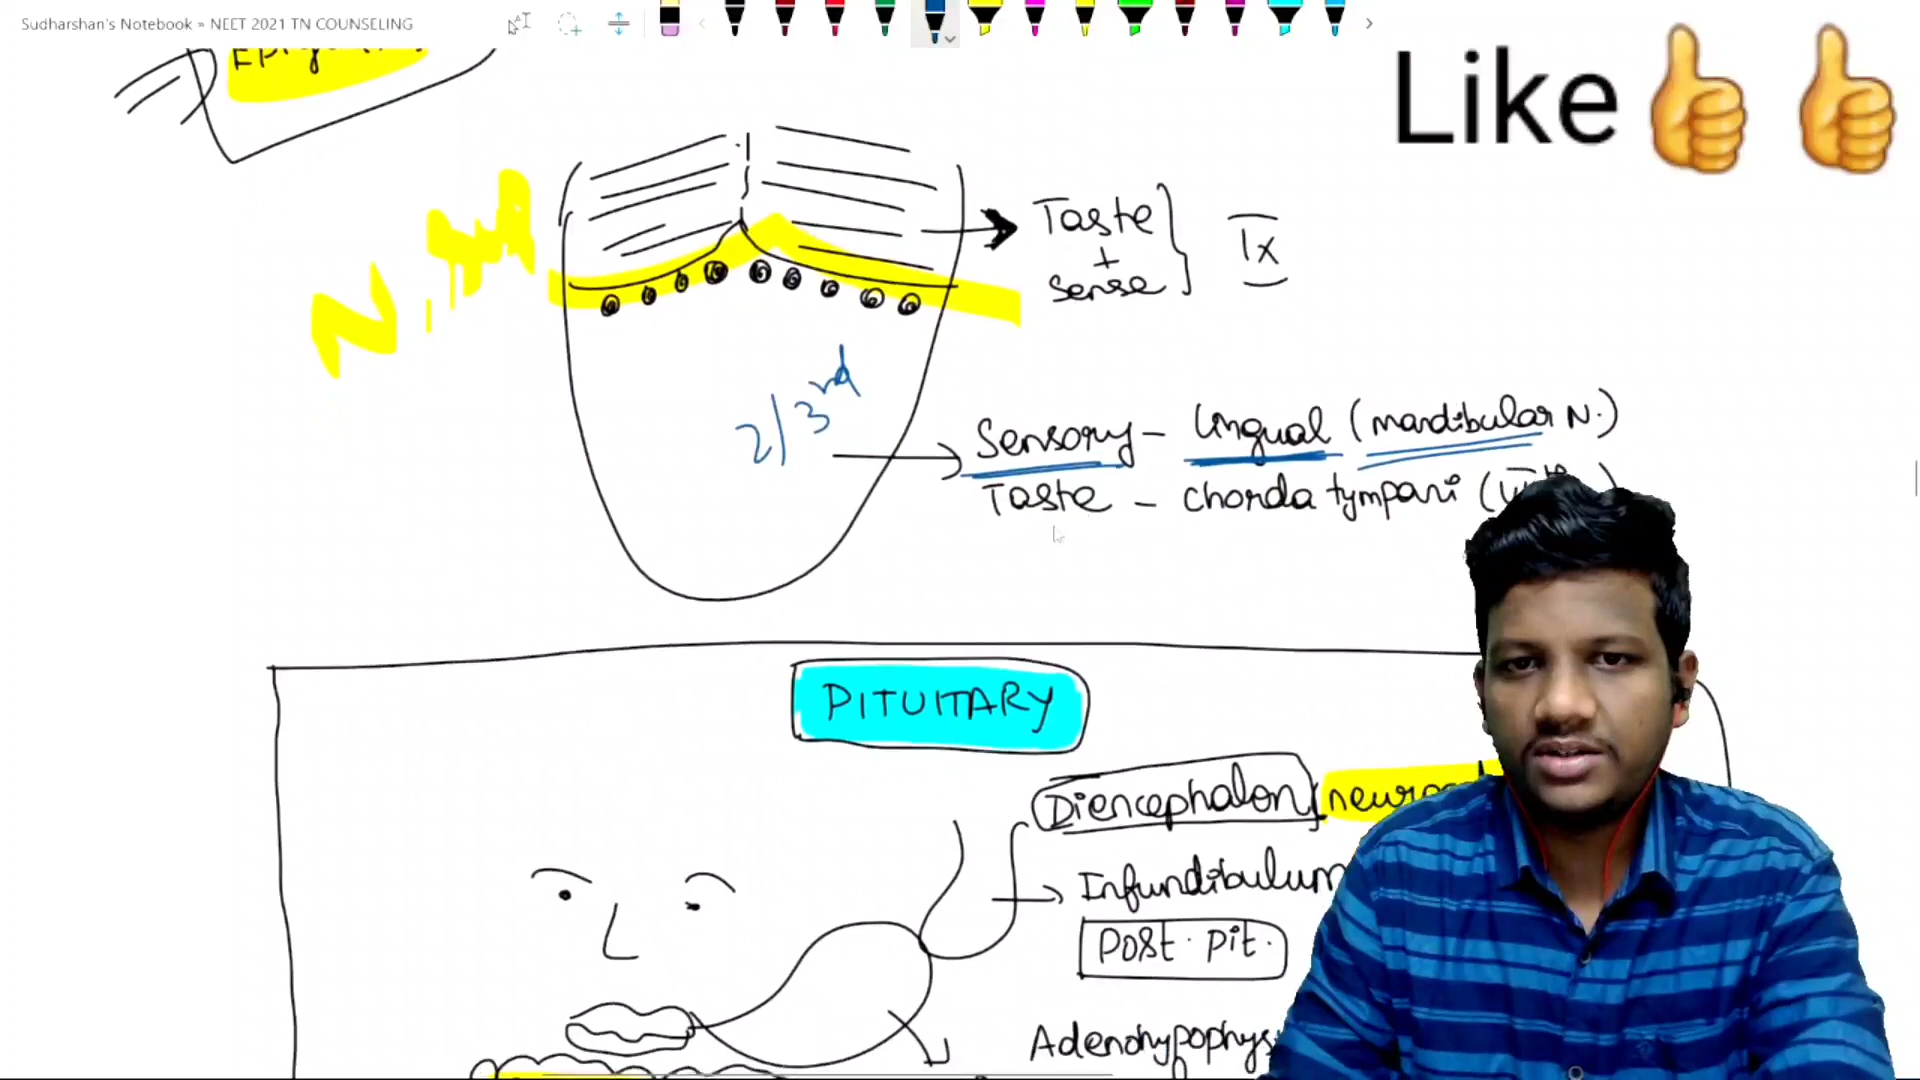 Sudharshan's Notebook » NEET 2021 TN COUNSELING
Like👍👍
Taste
+
Sense
IX
2/3rd
Sensory - Lingual (mandibular N.)
Taste - chorda tympani (
PITUITARY
Diencephalon
Infundibulum
Post. pit.
Adenohypophys